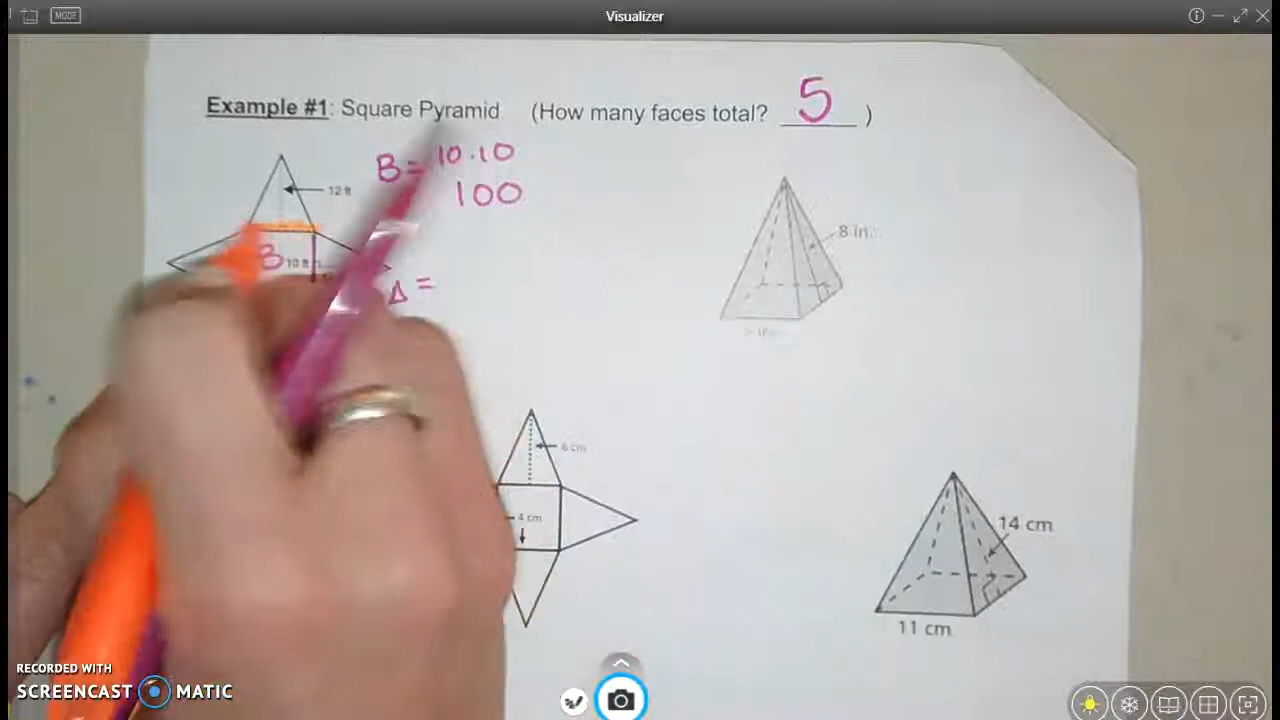 MODE
Visualizer
Example #1: Square Pyramid (How many faces total? 5 )
B = 10 · 10
100
12 ft
8 in.
B 10 ft
Δ =
6 cm
4 cm
14 cm
11 cm
RECORDED WITH
SCREENCAST MATIC